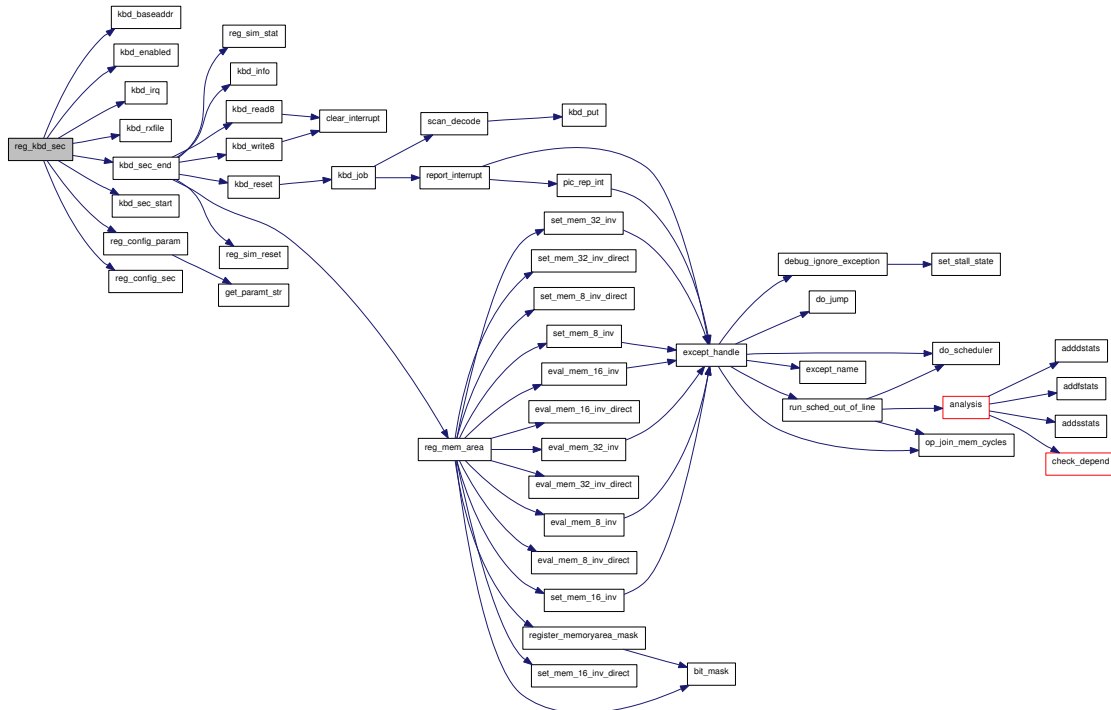 reg_kbd_sec
kbd_baseaddr
kbd_enabled
kbd_irq
kbd_rxfile
kbd_sec_end
kbd_sec_start
reg_config_param
reg_config_sec
reg_sim_stat
kbd_info
kbd_read8
kbd_write8
kbd_reset
reg_sim_reset
get_paramt_str
clear_interrupt
kbd_job
scan_decode
report_interrupt
reg_mem_area
kbd_put
pic_rep_int
set_mem_32_inv
set_mem_32_inv_direct
set_mem_8_inv_direct
set_mem_8_inv
eval_mem_16_inv
eval_mem_16_inv_direct
eval_mem_32_inv
eval_mem_32_inv_direct
eval_mem_8_inv
eval_mem_8_inv_direct
set_mem_16_inv
register_memoryarea_mask
set_mem_16_inv_direct
except_handle
bit_mask
debug_ignore_exception
do_jump
except_name
run_sched_out_of_line
set_stall_state
do_scheduler
analysis
op_join_mem_cycles
adddstats
addfstats
addsstats
check_depend